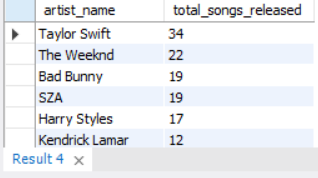 artist_name total_songs_released
Taylor Swift 34
The Weeknd 22
Bad Bunny 19
SZA 19
Harry Styles 17
Kendrick Lamar 12
Result 4 ×